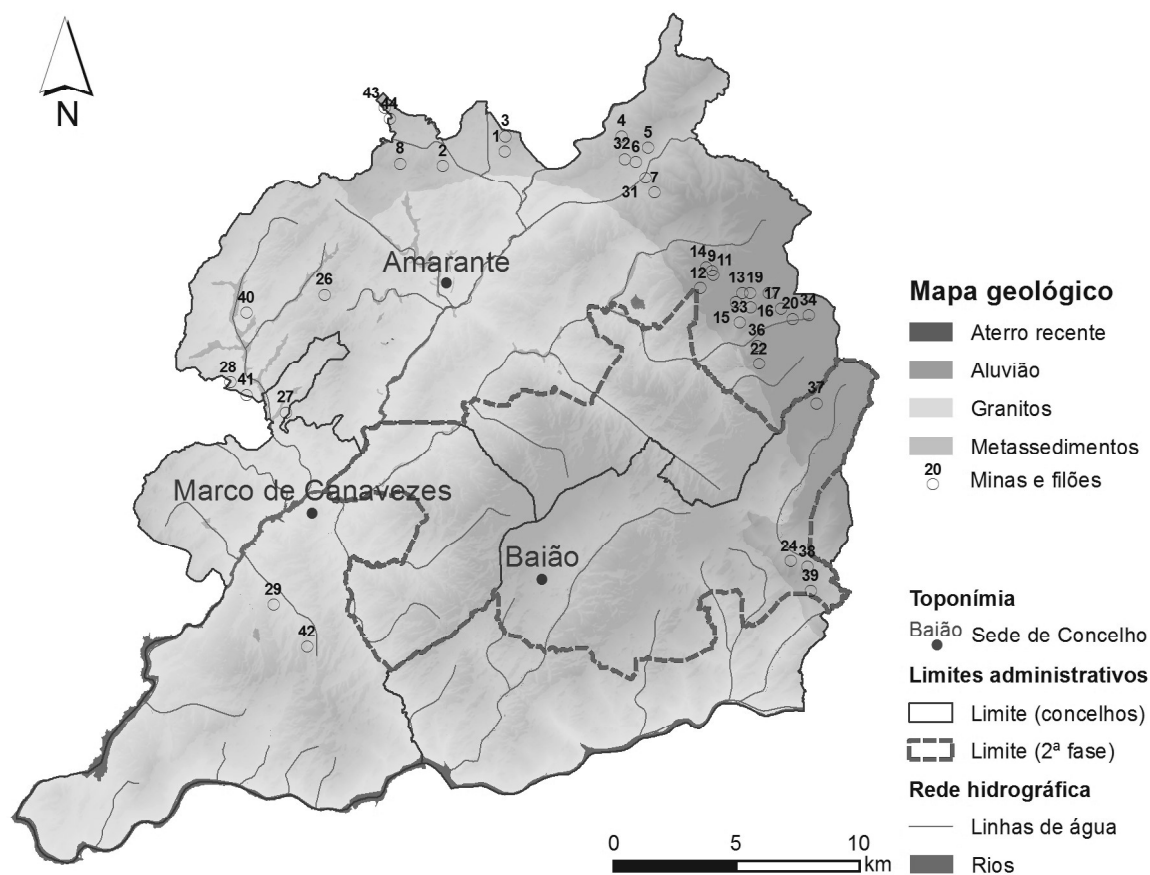 N
43
44
3
1
4
5
8
2
32
6
7
31
14
9
11
12
Amarante
13
19
17
26
40
33
16
20
34
15
36
22
28
41
27
37
Marco de Canavezes
Baião
24
38
39
29
42
Mapa geológico
Aterro recente
Aluvião
Granitos
Metassedimentos
20
Minas e filões
Toponímia
Baião
Sede de Concelho
Limites administrativos
Limite (concelhos)
Limite (2ª fase)
Rede hidrográfica
Linhas de água
Rios
0 5 10
km